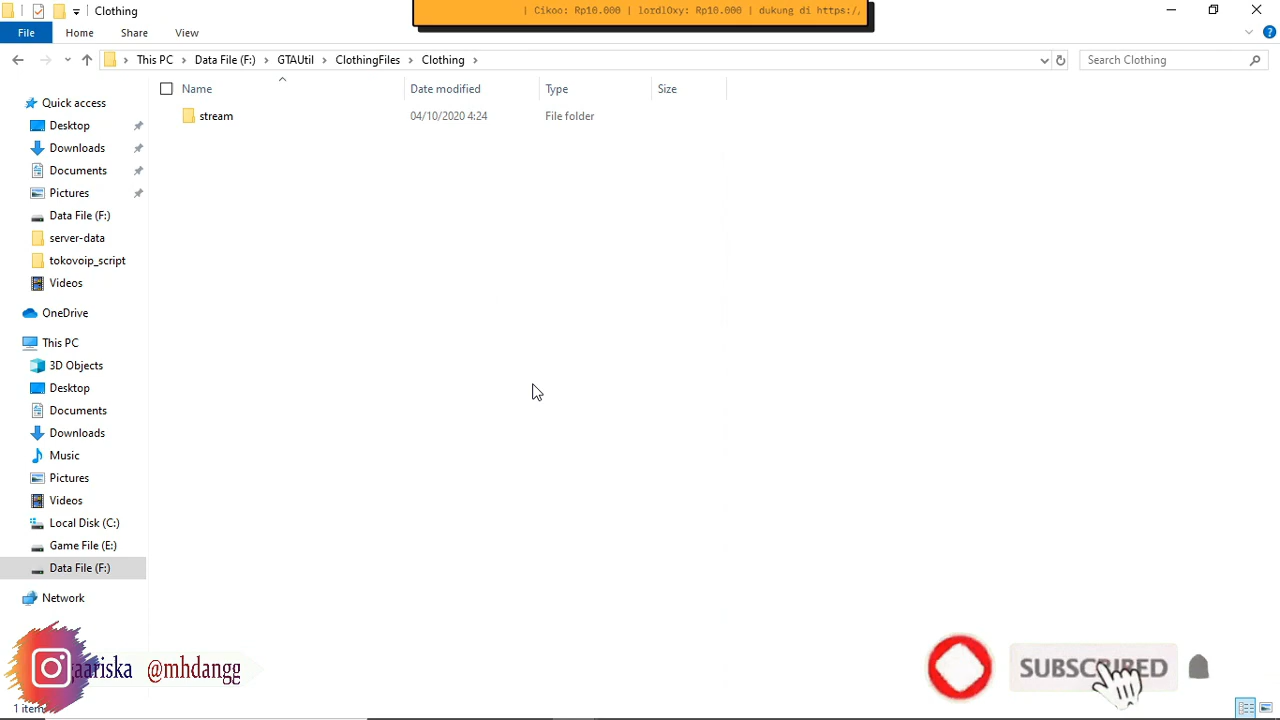 Clothing
| Cikoo: Rp10.000 | lordl0xy: Rp10.000 | dukung di https:/
File
Home
Share
View
This PC
Data File (F:)
GTAUtil
ClothingFiles
Clothing
Search Clothing
Name
Date modified
Type
Size
stream
04/10/2020 4:24
File folder
Quick access
Desktop
Downloads
Documents
Pictures
Data File (F:)
server-data
tokovoip_script
Videos
OneDrive
This PC
3D Objects
Desktop
Documents
Downloads
Music
Pictures
Videos
Local Disk (C:)
Game File (E:)
Data File (F:)
Network
aariska @mhdangg
SUBSCRIBED
1 item